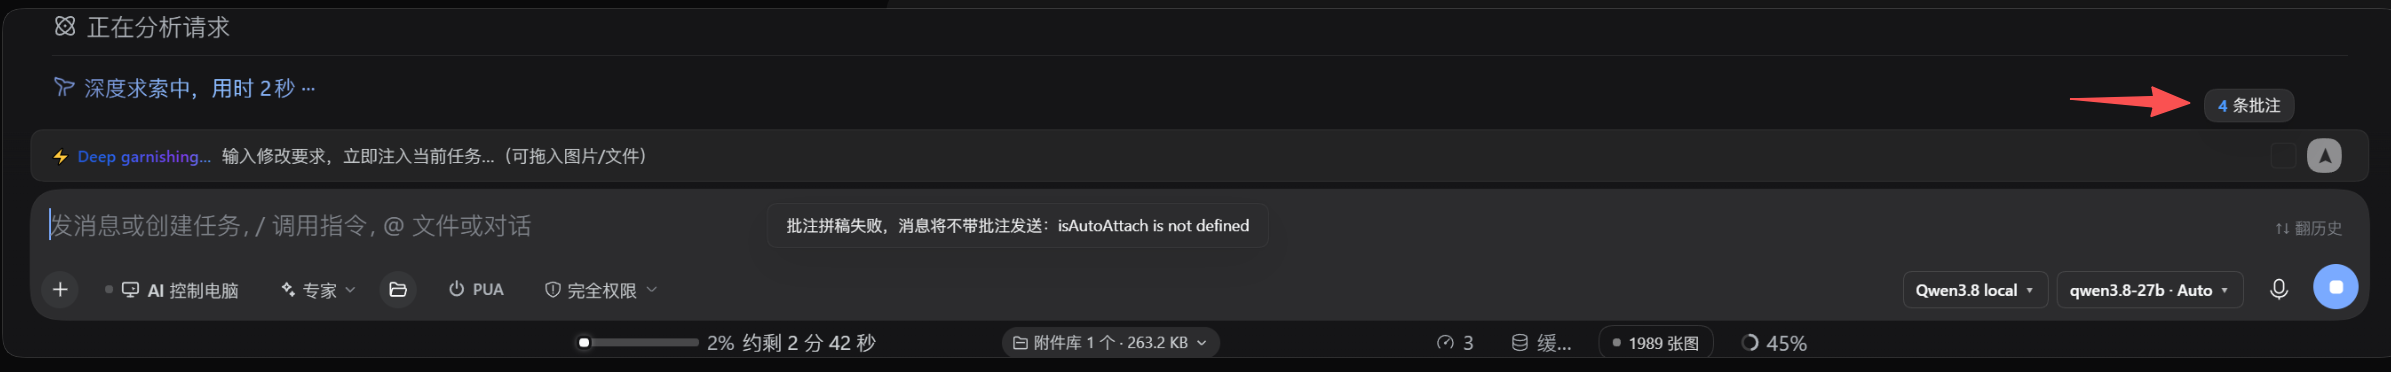 正在分析请求
深度求索中，用时 2 秒 ···
4 条批注
Deep garnishing... 输入修改要求，立即注入当前任务...（可拖入图片/文件）
发消息或创建任务, / 调用指令, @ 文件或对话
批注拼稿失败，消息将不带批注发送：isAutoAttach is not defined
↑↓ 翻历史
AI 控制电脑 专家 PUA 完全权限 Qwen3.8 local qwen3.8-27b · Auto
2% 约剩 2 分 42 秒 附件库 1 个 · 263.2 KB 3 缓... 1989 张图 45%